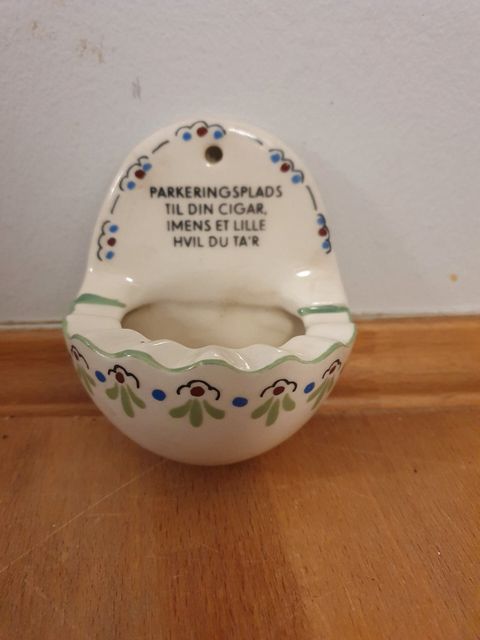 PARKERINGSPLADS
TIL DIN CIGAR,
IMENS ET LILLE
HVIL DU TA'R